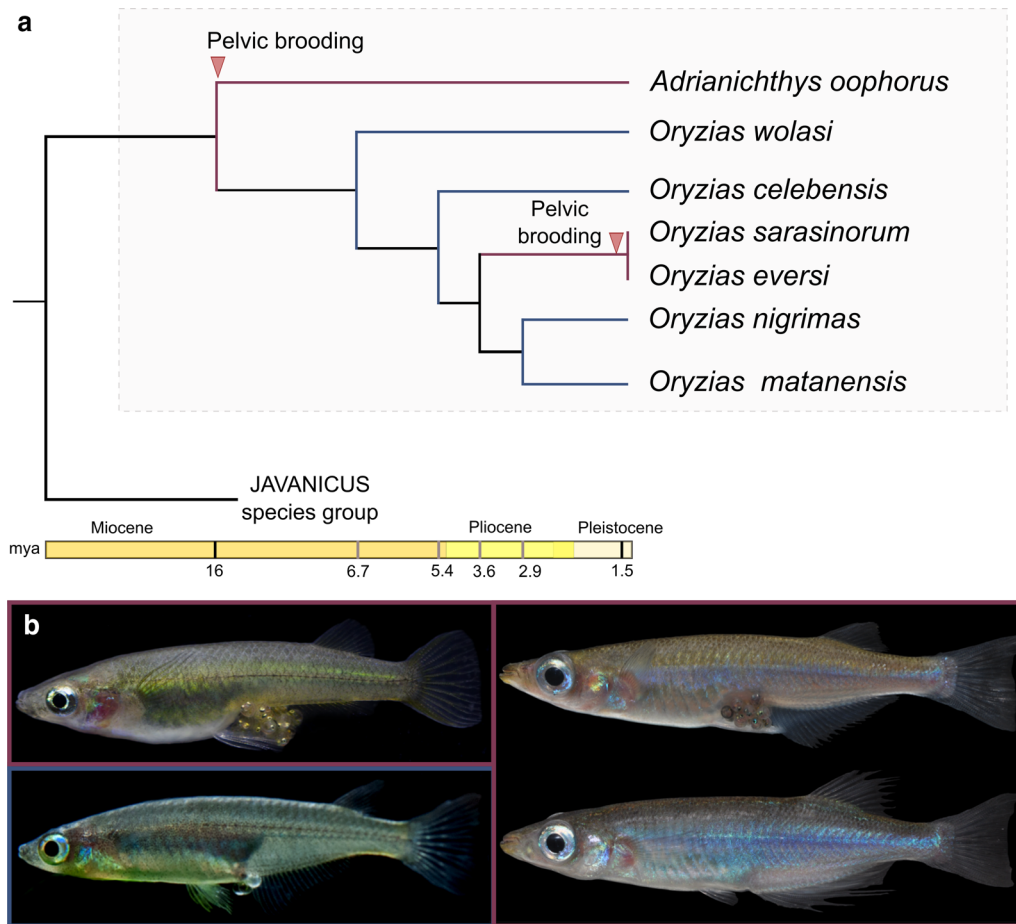 a
Pelvic brooding
Adrianichthys oophorus
Oryzias wolasi
Oryzias celebensis
Pelvic
brooding
Oryzias sarasinorum
Oryzias eversi
Oryzias nigrimas
Oryzias matanensis
JAVANICUS
species group
Miocene
Pliocene
Pleistocene
mya
16
6.7
5.4
3.6
2.9
1.5
b